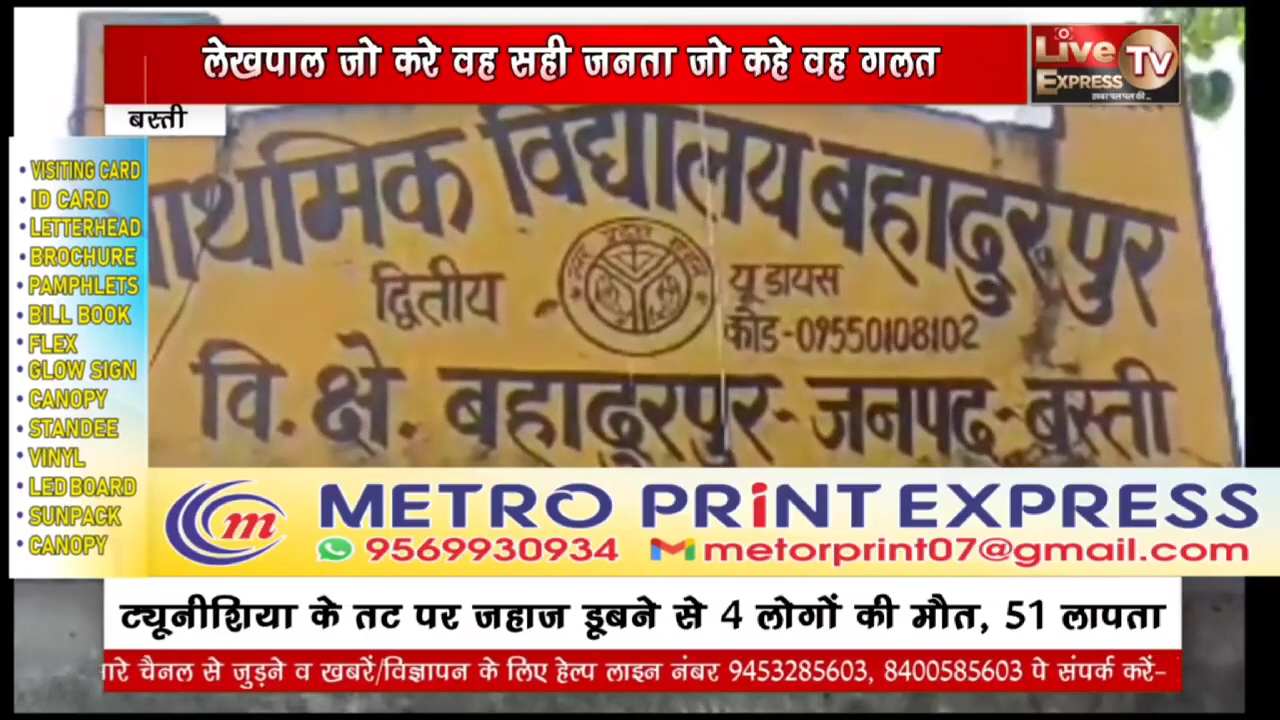 लेखपाल जो करे वह सही जनता जो कहे वह गलत
Live
EXPRESS
TV
बस्ती
• VISITING CARD
• ID CARD
• LETTERHEAD
• BROCHURE
• PAMPHLETS
• BILL BOOK
• FLEX
• GLOW SIGN
• CANOPY
• STANDEE
• VINYL
• LED BOARD
• SUNPACK
• CANOPY
विद्यालय बहादुरपुर
द्वितीय
यू डायस
कोड-09550108102
वि. क्षे. बहादुरपुर- जनपद-बस्ती
m METRO PRiNT EXPRESS
9569930934 metorprint07@gmail.com
ट्यूनीशिया के तट पर जहाज डूबने से 4 लोगों की मौत, 51 लापता
चैनल से जुड़ने व खबरें/विज्ञापन के लिए हेल्प लाइन नंबर 9453285603, 8400585603 पे संपर्क करें-